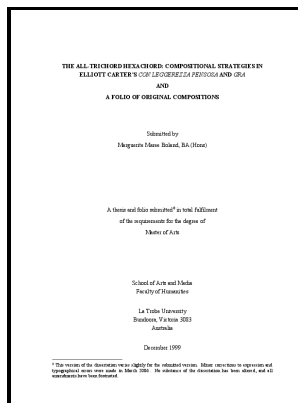 THE ALL-TRICHORD HEXACHORD: COMPOSITIONAL STRATEGIES IN
ELLIOTT CARTER'S CON LEGGEREZZA PENSOSA AND GRA
AND
A FOLIO OF ORIGINAL COMPOSITIONS
Submitted by
Marguerite Maree Boland, BA (Hons)
A thesis and folio submitted* in total fulfilment
of the requirements for the degree of
Master of Arts
School of Arts and Media
Faculty of Humanities
La Trobe University
Bundoora, Victoria 3083
Australia
December 1999
* This version of the dissertation varies slightly for the submitted version. Minor corrections to expression and
typographical errors were made in March 2006. No substance of the dissertation has been altered, and all
amendments have been footnoted.